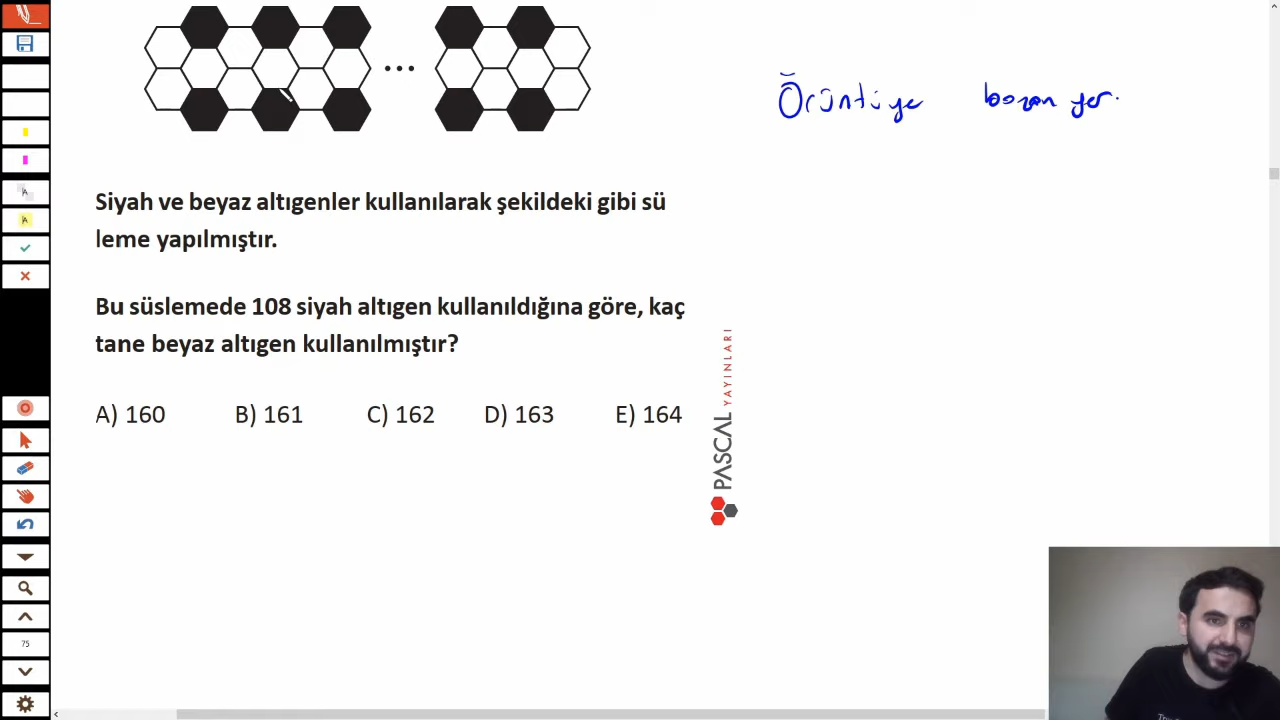 Örüntüye bozan yer.
Siyah ve beyaz altıgenler kullanılarak şekildeki gibi sü
leme yapılmıştır.
Bu süslemede 108 siyah altıgen kullanıldığına göre, kaç
tane beyaz altıgen kullanılmıştır?
A) 160 B) 161 C) 162 D) 163 E) 164
PASCAL YAYINLARI
75